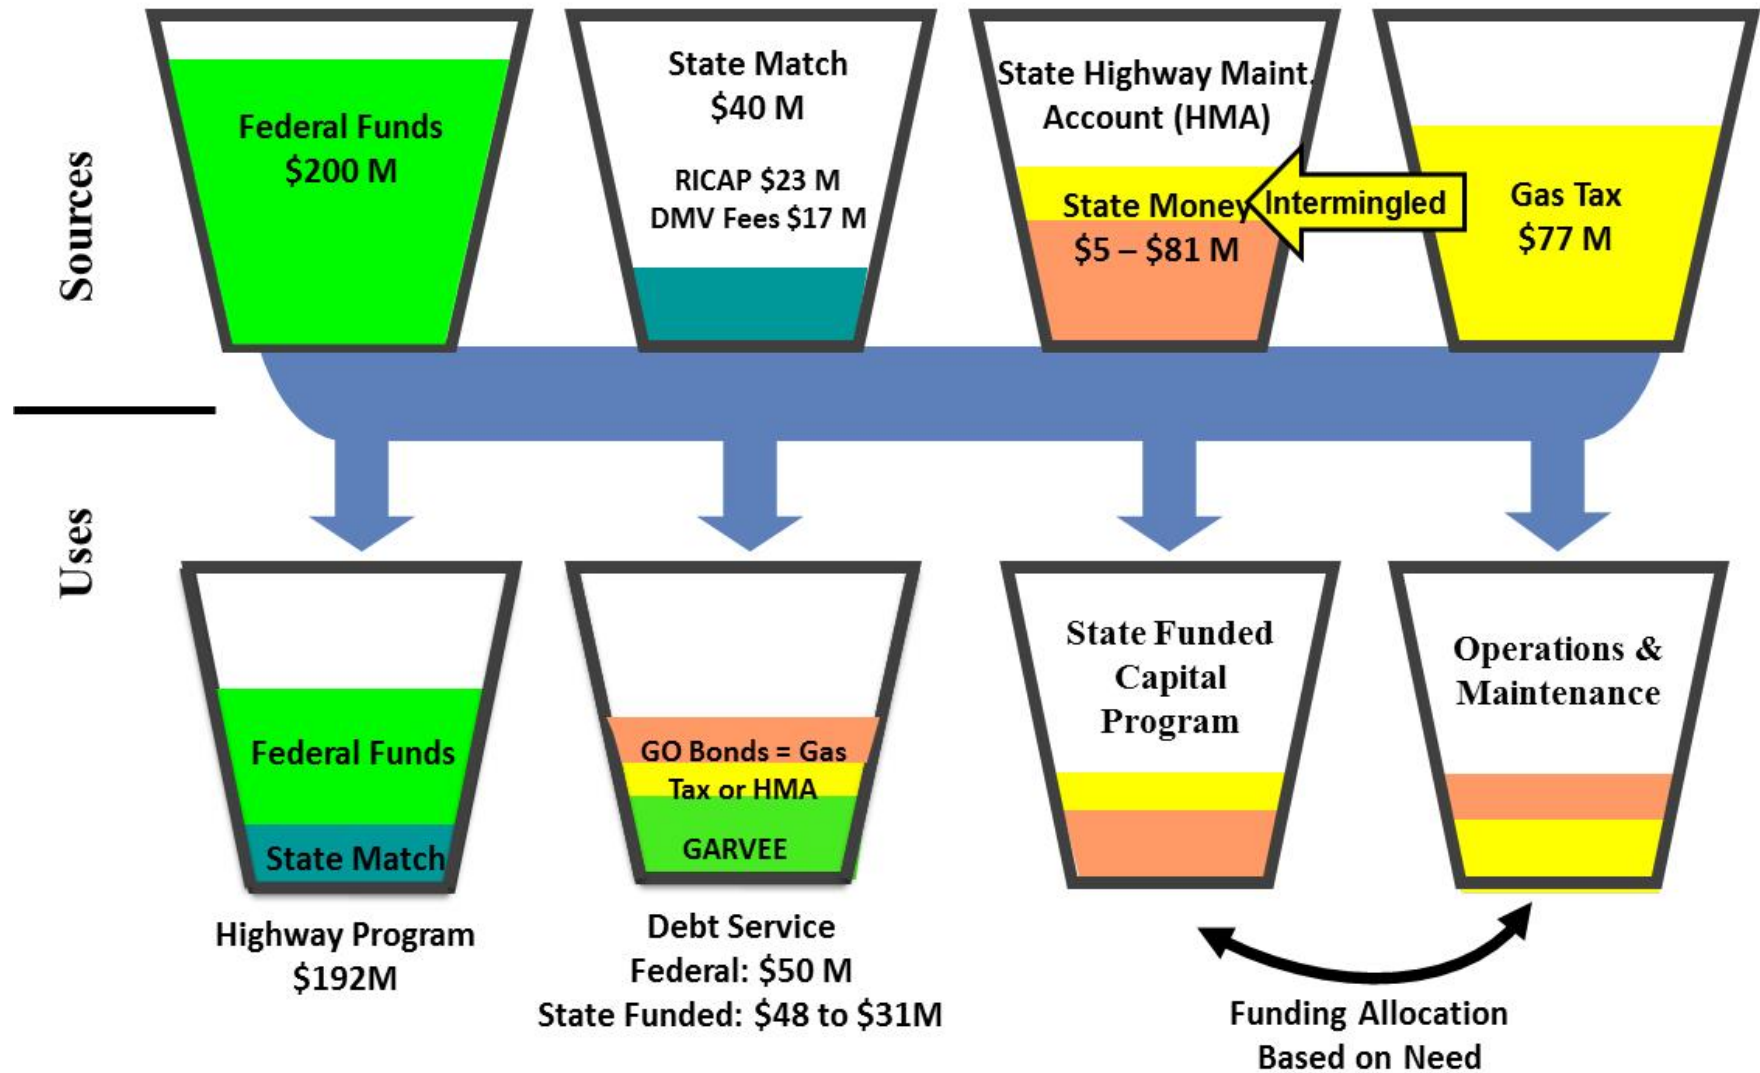 Sources
Federal Funds
$200 M
State Match
$40 M
RICAP $23 M
DMV Fees $17 M
State Highway Maint.
Account (HMA)
State Money
$5 – $81 M
Intermingled
Gas Tax
$77 M
Uses
Federal Funds
State Match
Highway Program
$192M
GO Bonds = Gas
Tax or HMA
GARVEE
Debt Service
Federal: $50 M
State Funded: $48 to $31M
State Funded
Capital
Program
Operations &
Maintenance
Funding Allocation
Based on Need